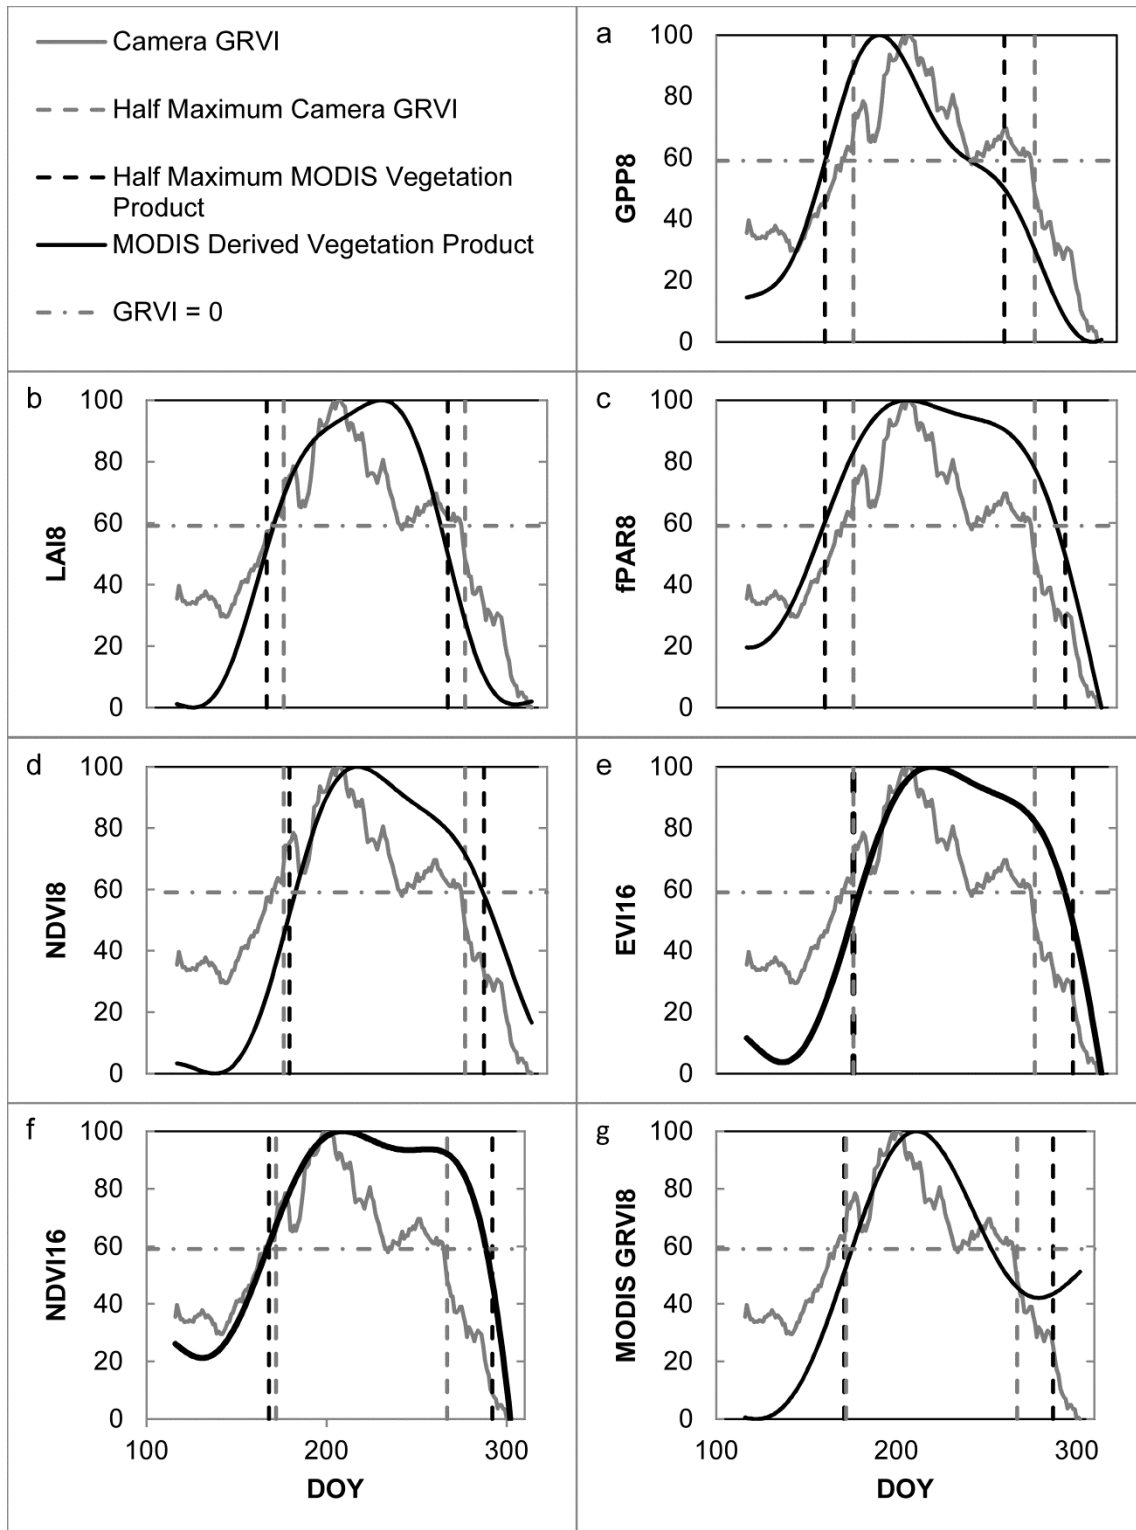 Camera GRVI
Half Maximum Camera GRVI
Half Maximum MODIS Vegetation
Product
MODIS Derived Vegetation Product
GRVI = 0
a
100
80
60
40
20
0
GPP8
b
100
80
60
40
20
0
LAI8
c
100
80
60
40
20
0
fPAR8
d
100
80
60
40
20
0
NDVI8
e
100
80
60
40
20
0
EVI16
f
100
80
60
40
20
0
NDVI16
100 200 300
DOY
g
100
80
60
40
20
0
MODIS GRVI8
100 200 300
DOY